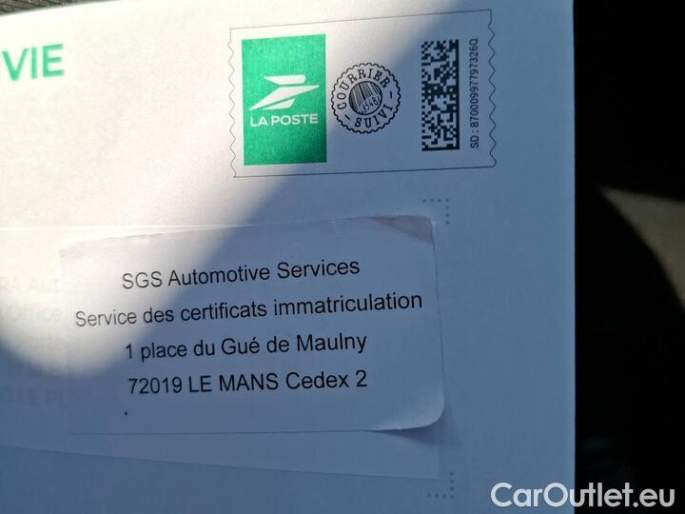 VIE
LA POSTE
COURRIER
SUIVI
SD : 87000997797326Q
SGS Automotive Services
Service des certificats immatriculation
1 place du Gué de Maulny
72019 LE MANS Cedex 2
CarOutlet.eu